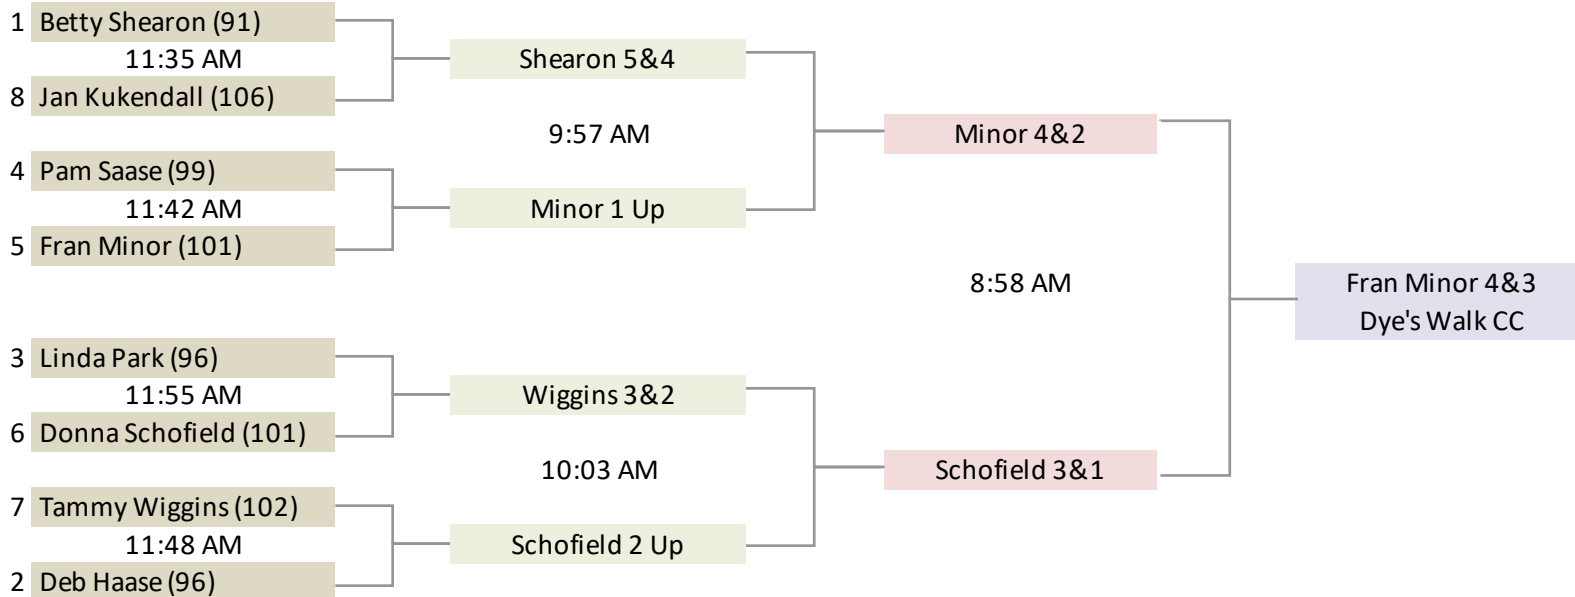 1 Betty Shearon (91)
11:35 AM
8 Jan Kukendall (106)
4 Pam Saase (99)
11:42 AM
5 Fran Minor (101)
3 Linda Park (96)
11:55 AM
6 Donna Schofield (101)
7 Tammy Wiggins (102)
11:48 AM
2 Deb Haase (96)
Shearon 5&4
9:57 AM
Minor 1 Up
Wiggins 3&2
10:03 AM
Schofield 2 Up
Minor 4&2
8:58 AM
Schofield 3&1
Fran Minor 4&3
Dye's Walk CC